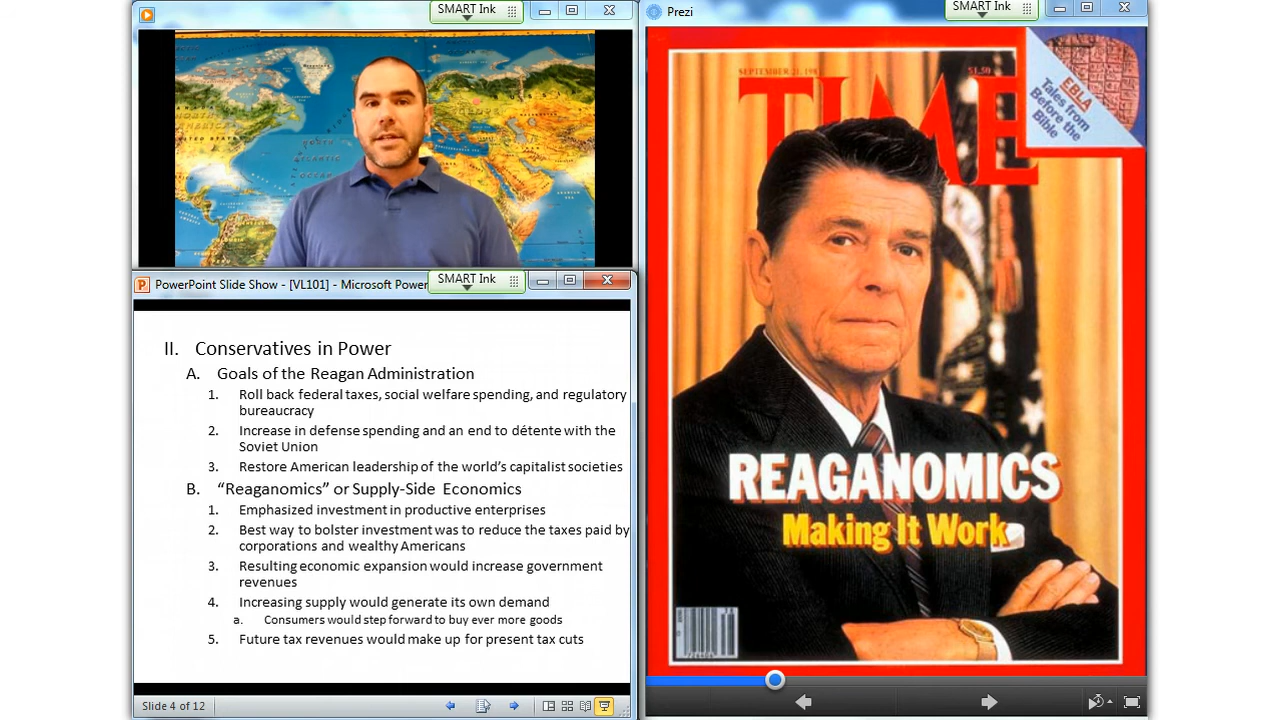 SMART Ink
PowerPoint Slide Show - [VL101] - Microsoft Power
SMART Ink
II. Conservatives in Power
A. Goals of the Reagan Administration
1. Roll back federal taxes, social welfare spending, and regulatory
bureaucracy
2. Increase in defense spending and an end to détente with the
Soviet Union
3. Restore American leadership of the world's capitalist societies
B. "Reaganomics" or Supply-Side Economics
1. Emphasized investment in productive enterprises
2. Best way to bolster investment was to reduce the taxes paid by
corporations and wealthy Americans
3. Resulting economic expansion would increase government
revenues
4. Increasing supply would generate its own demand
a. Consumers would step forward to buy ever more goods
5. Future tax revenues would make up for present tax cuts
Slide 4 of 12
Prezi
SMART Ink
SEPTEMBER 21, 
$1.50
TIME
EBLA
Tales from
Before the
Bible
REAGANOMICS
Making It Work